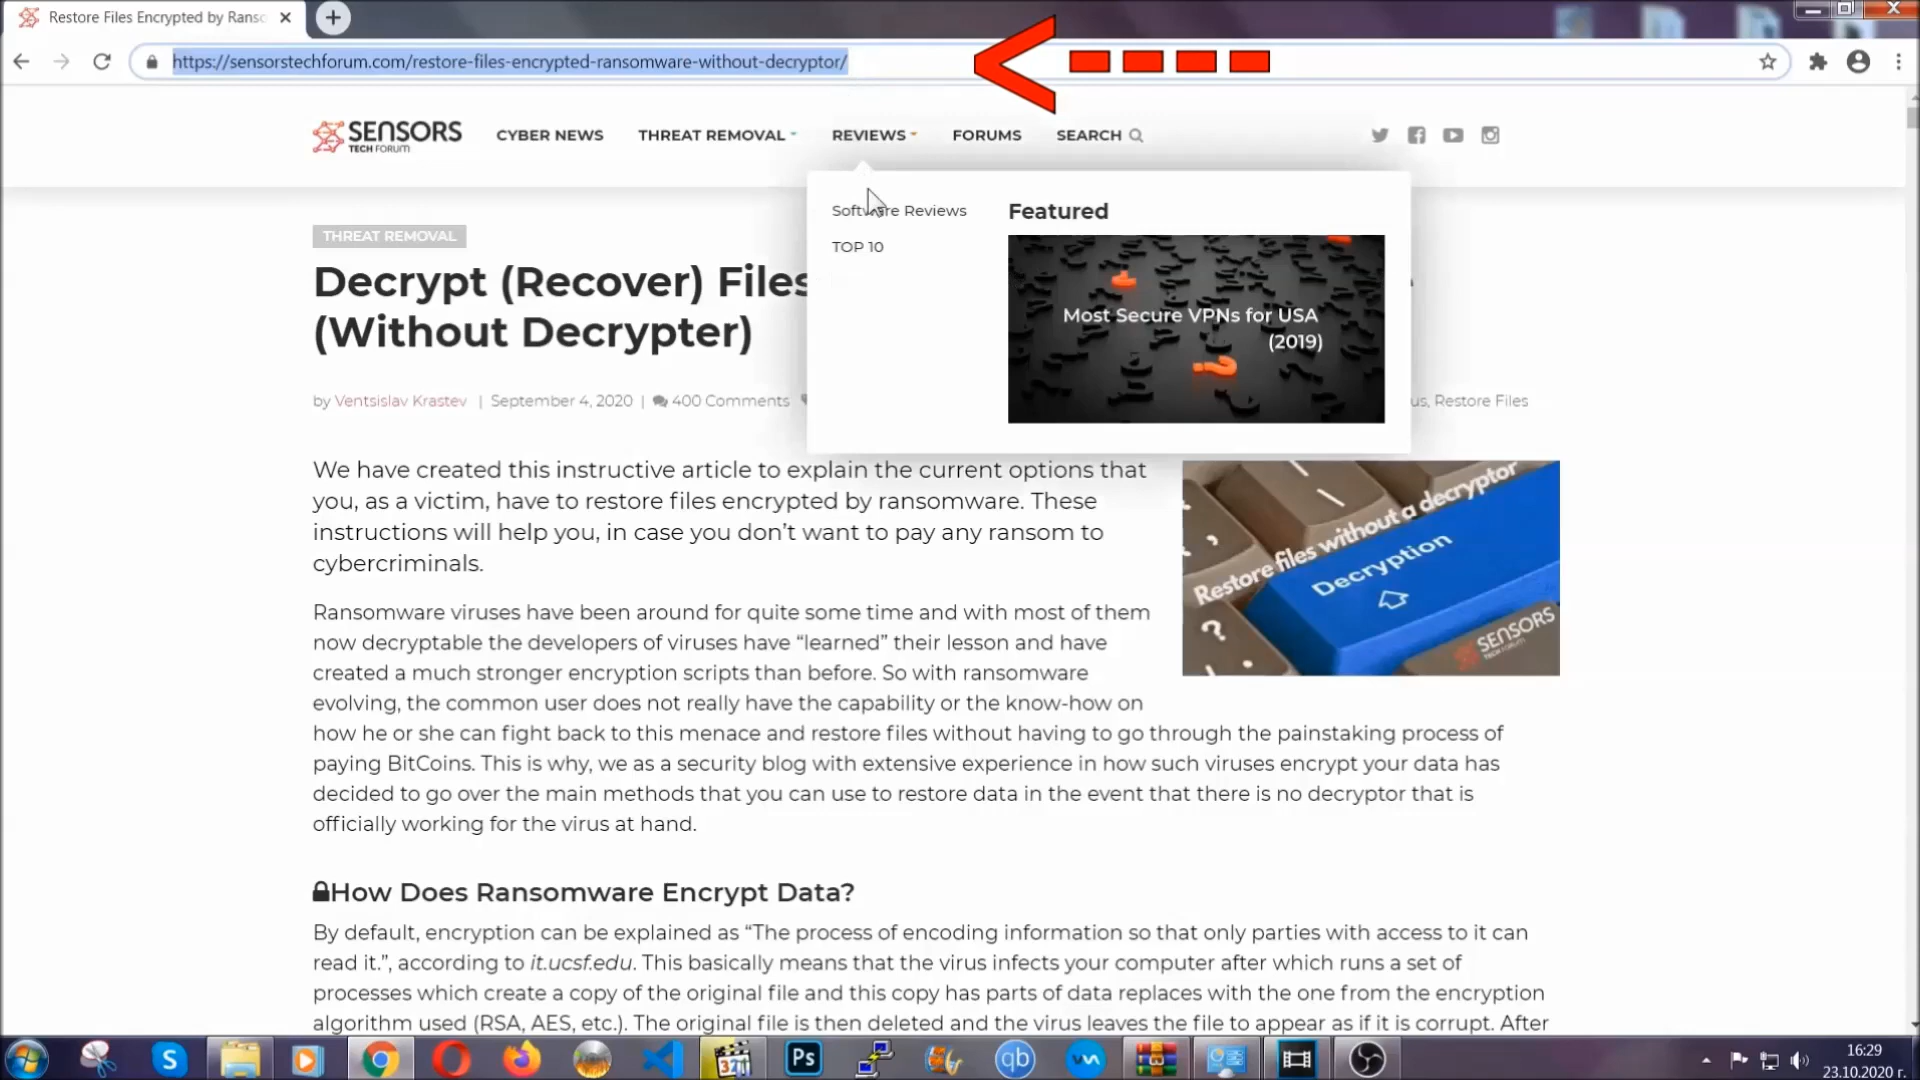 Restore Files Encrypted by Ranso
https://sensorstechforum.com/restore-files-encrypted-ransomware-without-decryptor/
SENSORS
TECH FORUM
CYBER NEWS
THREAT REMOVAL
REVIEWS
FORUMS
SEARCH
Software Reviews
TOP 10
Featured
Most Secure VPNs for USA
(2019)
THREAT REMOVAL
Decrypt (Recover) Files
(Without Decrypter)
by Ventsislav Krastev | September 4, 2020 | 400 Comments
us, Restore Files
We have created this instructive article to explain the current options that
you, as a victim, have to restore files encrypted by ransomware. These
instructions will help you, in case you don’t want to pay any ransom to
cybercriminals.
Restore files without a decryptor
Decryption
SENSORS
TECH FORUM
Ransomware viruses have been around for quite some time and with most of them
now decryptable the developers of viruses have “learned” their lesson and have
created a much stronger encryption scripts than before. So with ransomware
evolving, the common user does not really have the capability or the know-how on
how he or she can fight back to this menace and restore files without having to go through the painstaking process of
paying BitCoins. This is why, we as a security blog with extensive experience in how such viruses encrypt your data has
decided to go over the main methods that you can use to restore data in the event that there is no decryptor that is
officially working for the virus at hand.
How Does Ransomware Encrypt Data?
By default, encryption can be explained as “The process of encoding information so that only parties with access to it can
read it.”, according to it.ucsf.edu. This basically means that the virus infects your computer after which runs a set of
processes which create a copy of the original file and this copy has parts of data replaces with the one from the encryption
algorithm used (RSA, AES, etc.). The original file is then deleted and the virus leaves the file to appear as if it is corrupt. After
S
321
Ps
qb
16:29
23.10.2020 г.